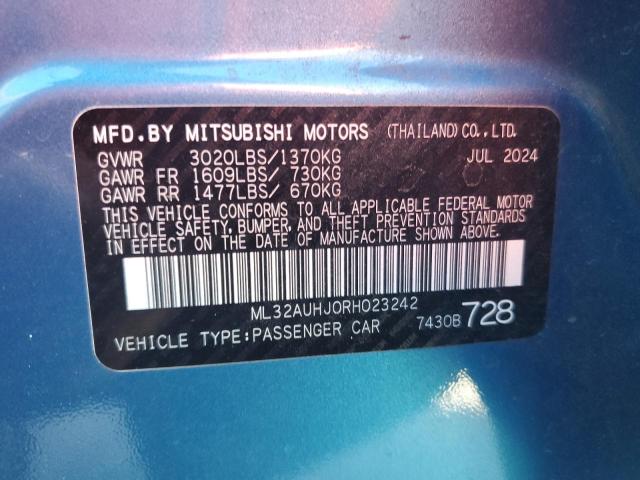 MFD.BY MITSUBISHI MOTORS (THAILAND)CO.,LTD.
GVWR 3020LBS/1370KG JUL 2024
GAWR FR 1609LBS/ 730KG
GAWR RR 1477LBS/ 670KG
THIS VEHICLE CONFORMS TO ALL APPLICABLE FEDERAL MOTOR
VEHICLE SAFETY, BUMPER, AND THEFT PREVENTION STANDARDS
IN EFFECT ON THE DATE OF MANUFACTURE SHOWN ABOVE.
ML32AUHJ0RH023242
VEHICLE TYPE:PASSENGER CAR 7430B 728